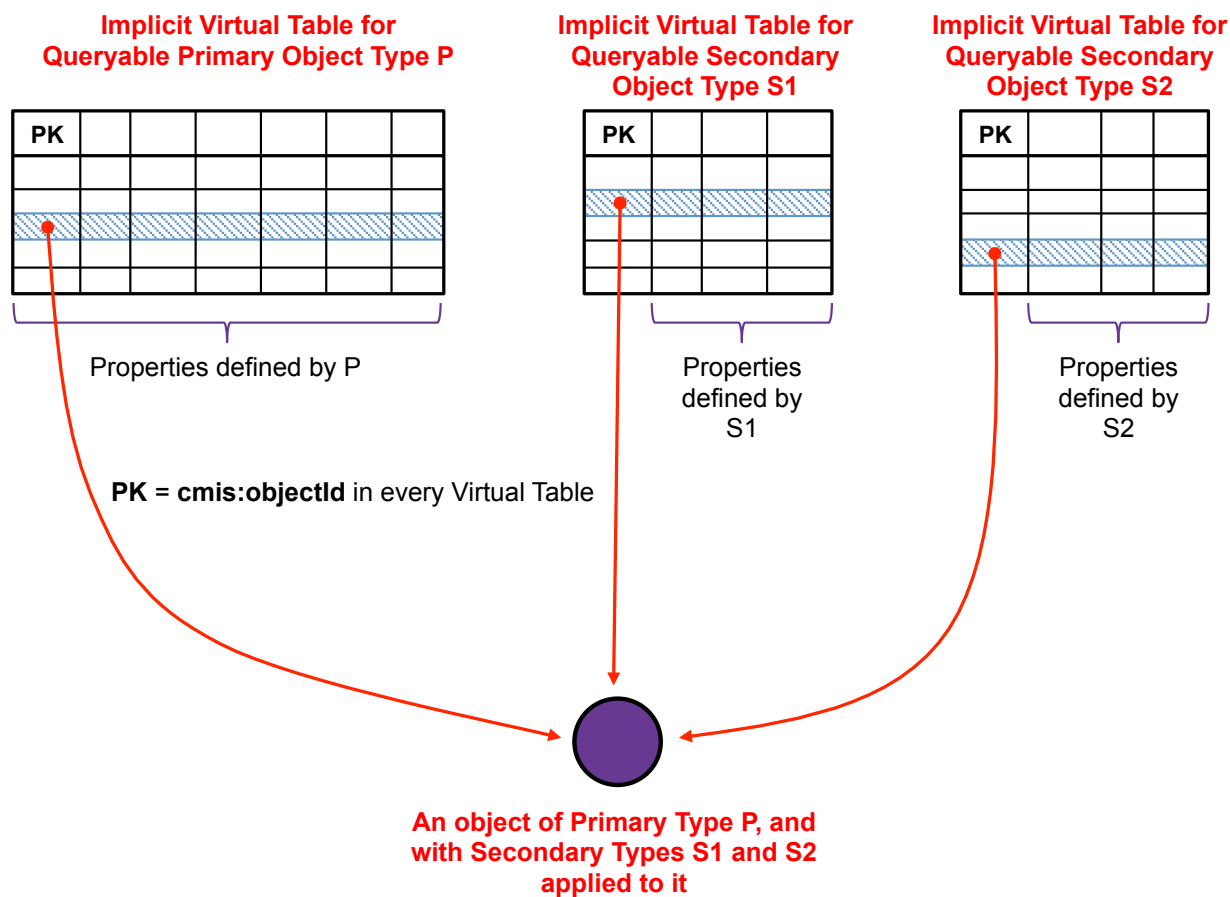 Implicit Virtual Table for
Queryable Primary Object Type P
Implicit Virtual Table for
Queryable Secondary
Object Type S1
Implicit Virtual Table for
Queryable Secondary
Object Type S2
PK
PK
PK
Properties defined by P
Properties
defined by
S1
Properties
defined by
S2
PK = cmis:objectId in every Virtual Table
An object of Primary Type P, and
with Secondary Types S1 and S2
applied to it